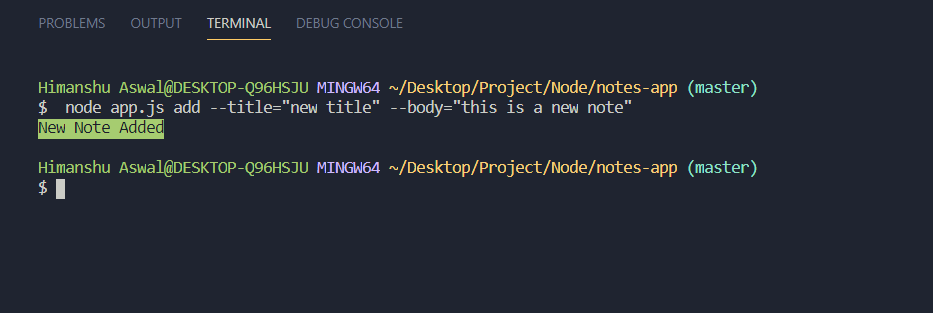 PROBLEMS OUTPUT TERMINAL DEBUG CONSOLE
Himanshu Aswal@DESKTOP-Q96HSJU MINGW64 ~/Desktop/Project/Node/notes-app (master)
$  node app.js add --title="new title" --body="this is a new note"
New Note Added
Himanshu Aswal@DESKTOP-Q96HSJU MINGW64 ~/Desktop/Project/Node/notes-app (master)
$